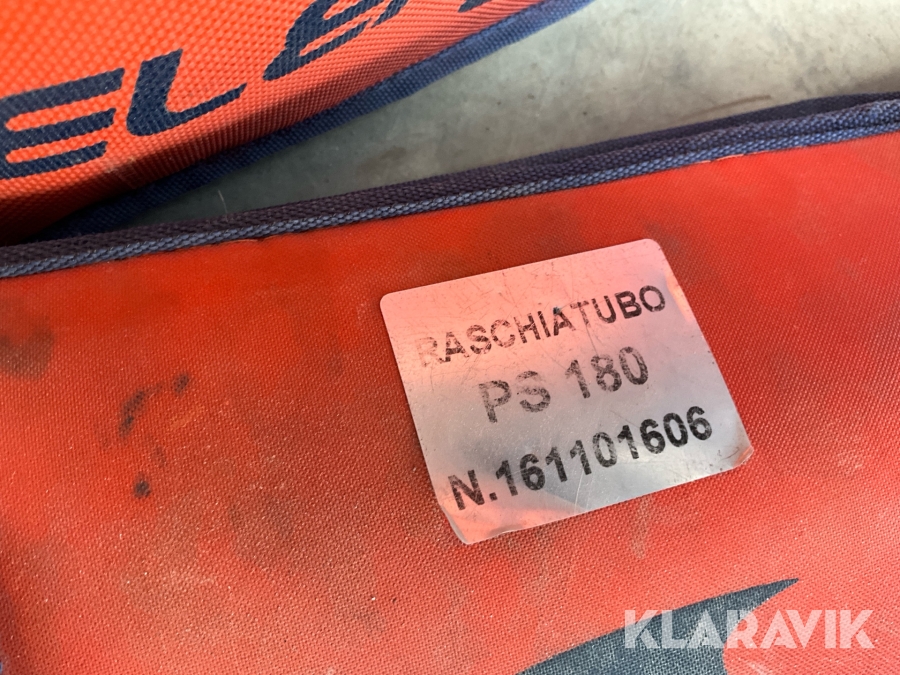 RASCHIATUBO
PS 180
N.161101606
KLARAVIK